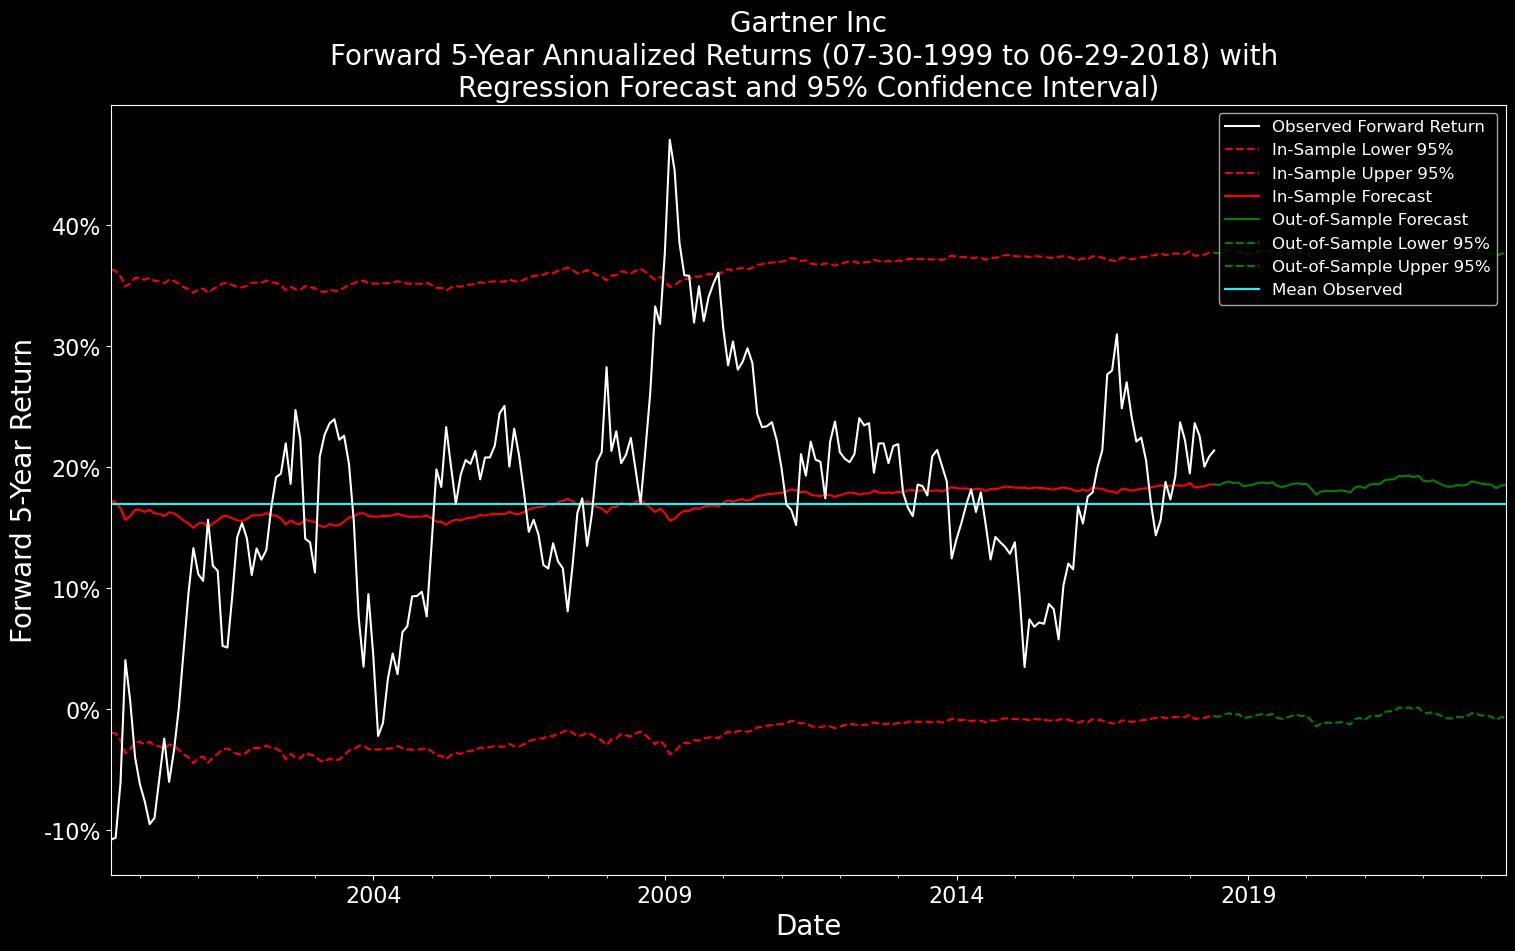 Gartner Inc
Forward 5-Year Annualized Returns (07-30-1999 to 06-29-2018) with
Regression Forecast and 95% Confidence Interval)
Observed Forward Return
In-Sample Lower 95%
In-Sample Upper 95%
In-Sample Forecast
Out-of-Sample Forecast
Out-of-Sample Lower 95%
Out-of-Sample Upper 95%
Mean Observed
Forward 5-Year Return
40%
30%
20%
10%
0%
-10%
2004
2009
2014
2019
Date